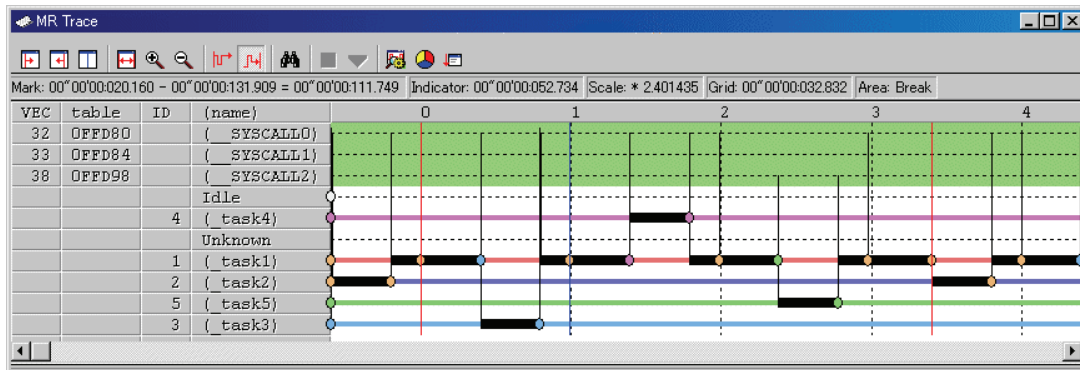 MR Trace
Mark: 00"00'00:020.160 - 00"00'00:131.909 = 00"00'00:111.749 Indicator: 00"00'00:052.734 Scale: * 2.401435 Grid: 00"00'00:032.832 Area: Break
VEC table ID (name) 0 1 2 3 4
32 0FFD80 (__SYSCALL0)
33 0FFD84 (__SYSCALL1)
38 0FFD98 (__SYSCALL2)
Idle
4 (_task4)
Unknown
1 (_task1)
2 (_task2)
5 (_task5)
3 (_task3)